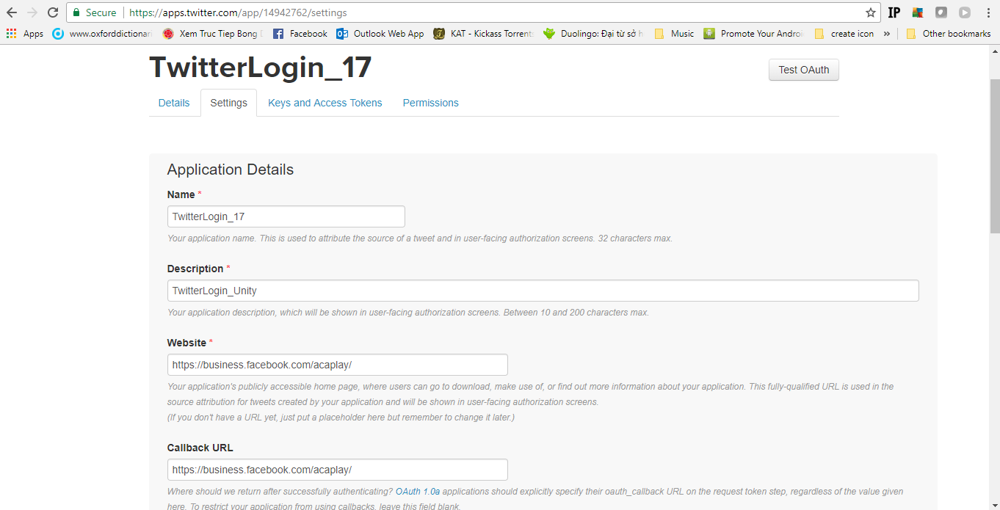 Secure https://apps.twitter.com/app/14942762/settings IP
Apps www.oxforddictionari Xem Truc Tiep Bong Facebook Outlook Web App KAT - Kickass Torrents Duolingo: Đại từ sở h Music Promote Your Androi create icon » Other bookmarks
TwitterLogin_17
Test OAuth
Details Settings Keys and Access Tokens Permissions
Application Details
Name *
TwitterLogin_17
Your application name. This is used to attribute the source of a tweet and in user-facing authorization screens. 32 characters max.
Description *
TwitterLogin_Unity
Your application description, which will be shown in user-facing authorization screens. Between 10 and 200 characters max.
Website *
https://business.facebook.com/acaplay/
Your application's publicly accessible home page, where users can go to download, make use of, or find out more information about your application. This fully-qualified URL is used in the
source attribution for tweets created by your application and will be shown in user-facing authorization screens.
(If you don't have a URL yet, just put a placeholder here but remember to change it later.)
Callback URL
https://business.facebook.com/acaplay/
Where should we return after successfully authenticating? OAuth 1.0a applications should explicitly specify their oauth_callback URL on the request token step, regardless of the value given
here. To restrict your application from using callbacks, leave this field blank.